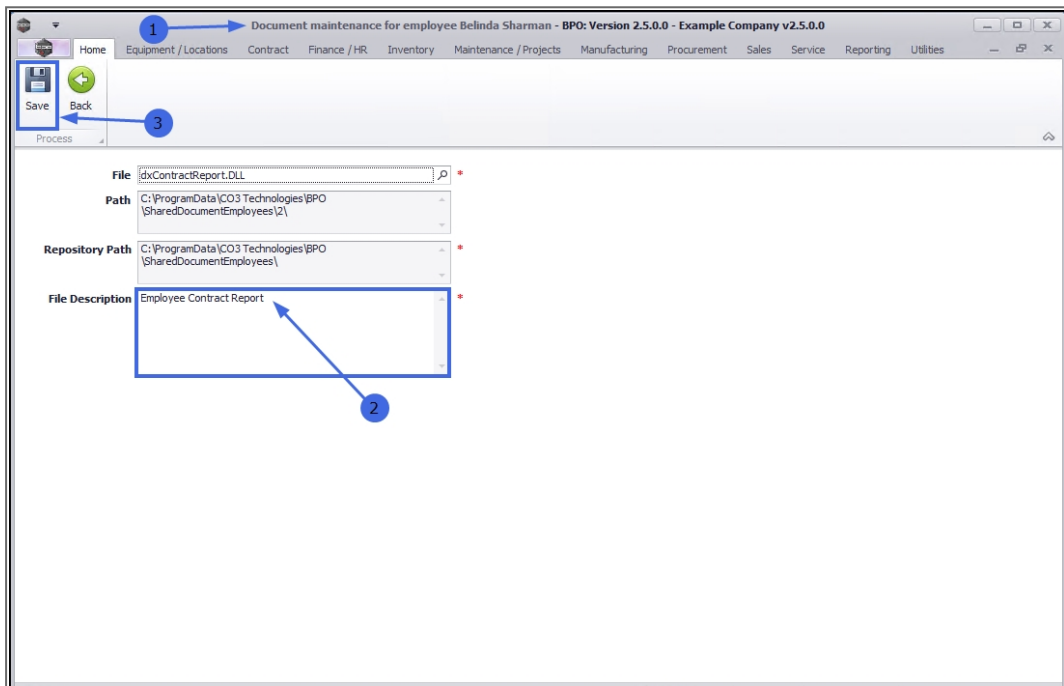 1
Document maintenance for employee Belinda Sharman - BPO: Version 2.5.0.0 - Example Company v2.5.0.0
Home Equipment / Locations Contract Finance / HR Inventory Maintenance / Projects Manufacturing Procurement Sales Service Reporting Utilities
Save Back
3
Process
File dxContractReport.DLL *
Path C:\ProgramData\CO3 Technologies\BPO
\SharedDocumentEmployees\2\
Repository Path C:\ProgramData\CO3 Technologies\BPO *
\SharedDocumentEmployees\
File Description Employee Contract Report *
2